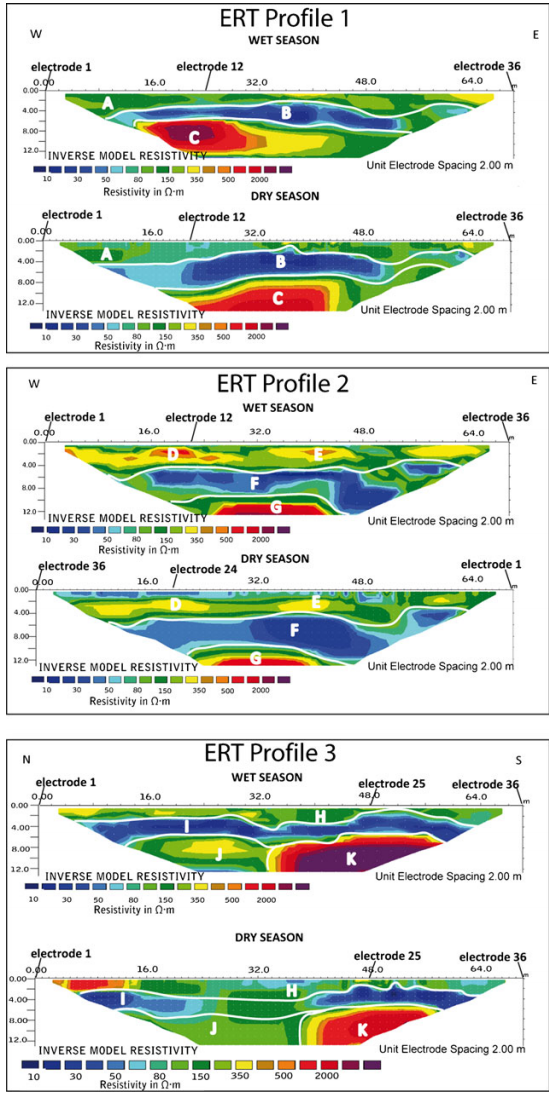 ERT Profile 1
W WET SEASON E
electrode 1 electrode 12 electrode 36
0.00 16.0 32.0 48.0 64.0 m
0.00
4.00
8.00
12.0
A B C
INVERSE MODEL RESISTIVITY
10 30 50 80 150 350 500 2000
Resistivity in Ω·m
Unit Electrode Spacing 2.00 m
DRY SEASON
electrode 1 electrode 12 electrode 36
0.00 16.0 32.0 48.0 64.0 m
0.00
4.00
8.00
12.0
A B C
INVERSE MODEL RESISTIVITY
10 30 50 80 150 350 500 2000
Resistivity in Ω·m
Unit Electrode Spacing 2.00 m
ERT Profile 2
W WET SEASON E
electrode 1 electrode 12 electrode 36
0.00 16.0 32.0 48.0 64.0 m
0.00
4.00
8.00
12.0
D E F G
INVERSE MODEL RESISTIVITY
10 30 50 80 150 350 500 2000
Resistivity in Ω·m
Unit Electrode Spacing 2.00 m
DRY SEASON
electrode 36 electrode 24 electrode 1
0.00 16.0 32.0 48.0 64.0 m
0.00
4.00
8.00
12.0
D E F G
INVERSE MODEL RESISTIVITY
10 30 50 80 150 350 500 2000
Resistivity in Ω·m
Unit Electrode Spacing 2.00 m
ERT Profile 3
N WET SEASON S
electrode 1 electrode 25 electrode 36
0.00 16.0 32.0 48.0 64.0 m
0.00
4.00
8.00
12.0
H I J K
INVERSE MODEL RESISTIVITY
10 30 50 80 150 350 500 2000
Resistivity in Ω·m
Unit Electrode Spacing 2.00 m
DRY SEASON
electrode 1 electrode 25 electrode 36
0.00 16.0 32.0 48.0 64.0 m
0.00
4.00
8.00
12.0
H I J K
INVERSE MODEL RESISTIVITY
10 30 50 80 150 350 500 2000
Resistivity in Ω·m
Unit Electrode Spacing 2.00 m